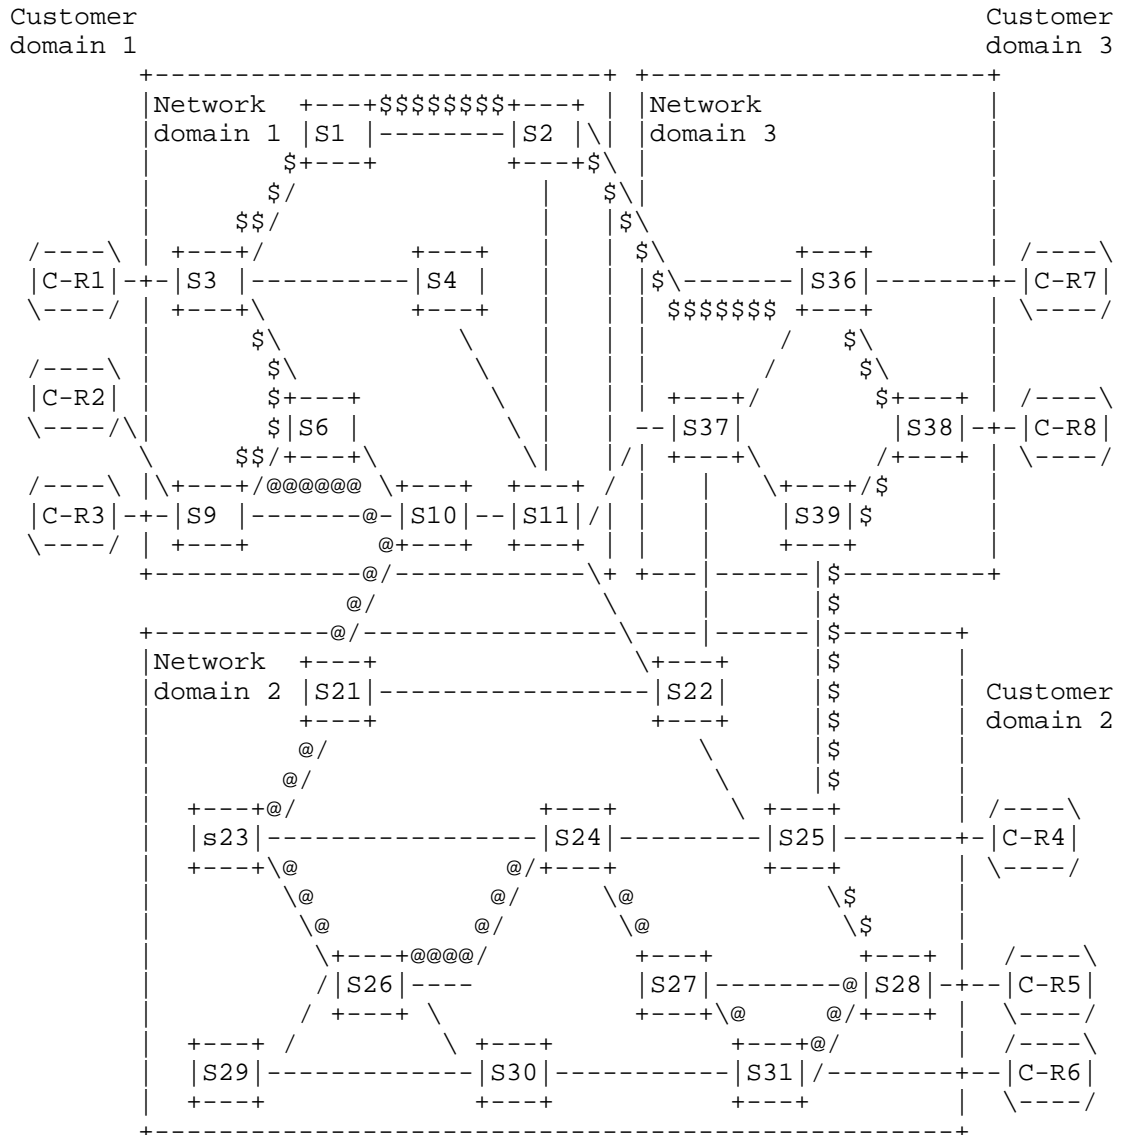 Customer Customer
domain 1 domain 3
+----------------------------+ +---------------------+
|Network +---+$$$$$$$$+---+ | |Network |
|domain 1 |S1 |--------|S2 |\| |domain 3 |
| $+---+ +---+$\ | |
| $/ | $\ |
| $$/ | |$\ |
/----\ | +---+/ +---+ | | $\ +---+ | /----\
|C-R1|-+-|S3 |----------|S4 | | | |$\-------|S36|-------+-|C-R7|
\----/ | +---+\ +---+ | | | $$$$$$$ +---+ | \----/
| $\ \ | | | / $\ |
/----\ | $\ \ | | | / $\ | /----\
|C-R2| | $+---+ \ | | | +---+/ $+---+ | |C-R8|
\----/\ | $|S6 | \ | | --|S37| |S38|-+-|C-R8|
\ | $$/+---+\ \| /| +---+\ /+---+ | \----/
/----\ \| +---+/@@@@@@ \+---+ +---+ / | | \+---+/$ |
|C-R3|-+-|S9 |-------@-|S10|--|S11|/| | | |S39|$ |
\----/ | +---+ @+---+ +---+ | | | +---+ |
+-------------@/------------\+ +---|------|$---------+
@/ \ | |$
+-----------@/----------------\----|------|$-------+
|Network +---+ \+---+ |$ |
|domain 2 |S21|-----------------|S22| |$ | Customer
| +---+ +---+ |$ | domain 2
| @/ \ |$ |
| @/ \ |$ |
| +---+@/ +---+ \ +---+ | /----\
| |s23|-----------------|S24|---------|S25|-------+-|C-R4|
| +---+\@ @/+---+ +---+ | \----/
| \@ @/ \@ \$ |
| \@ @/ \@ \$ |
| \+---+@@@@/ +---+ +---+ | /----\
| /|S26|---- |S27|--------@|S28|-+--|C-R5|
| / +---+ \ +---+\@ @/+---+ | \----/
| +---+ / \ +---+ +---+@/ | /----\
| |S29|-------------|S30|-----------|S31|/--------+--|C-R6|
| +---+ +---+ +---+ | \----/
+--------------------------------------------------+